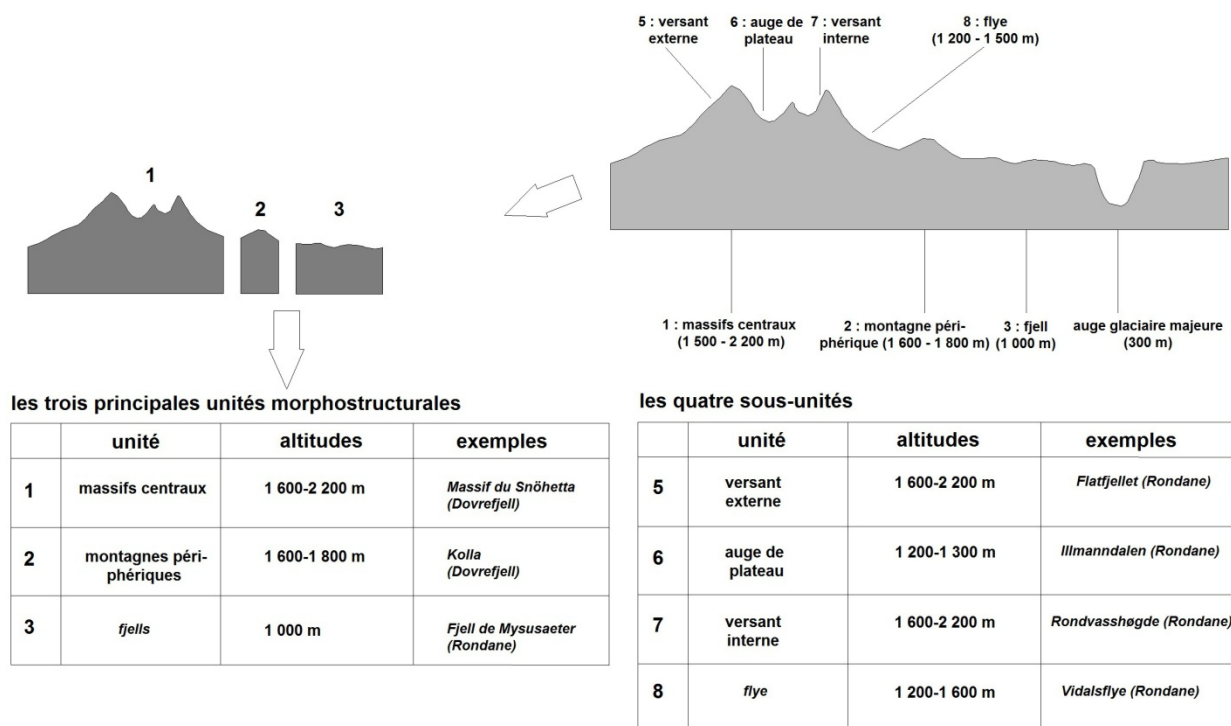 5 : versant
externe
6 : auge de
plateau
7 : versant
interne
8 : flye
(1 200 - 1 500 m)
1
2
3
1 : massifs centraux
(1 500 - 2 200 m)
2 : montagne péri-
phérique (1 600 - 1 800 m)
3 : fjell
(1 000 m)
auge glaciaire majeure
(300 m)
les trois principales unités morphostructurales
unité altitudes exemples
1 massifs centraux 1 600-2 200 m Massif du Snöhetta
(Dovrefjell)
2 montagnes péri-
phériques 1 600-1 800 m Kolla
(Dovrefjell)
3 fjells 1 000 m Fjell de Mysusaeter
(Rondane)
les quatre sous-unités
unité altitudes exemples
5 versant
externe 1 600-2 200 m Flatfjellet (Rondane)
6 auge de
plateau 1 200-1 300 m Illmanndalen (Rondane)
7 versant
interne 1 600-2 200 m Rondvasshøgde (Rondane)
8 flye 1 200-1 600 m Vidalsflye (Rondane)